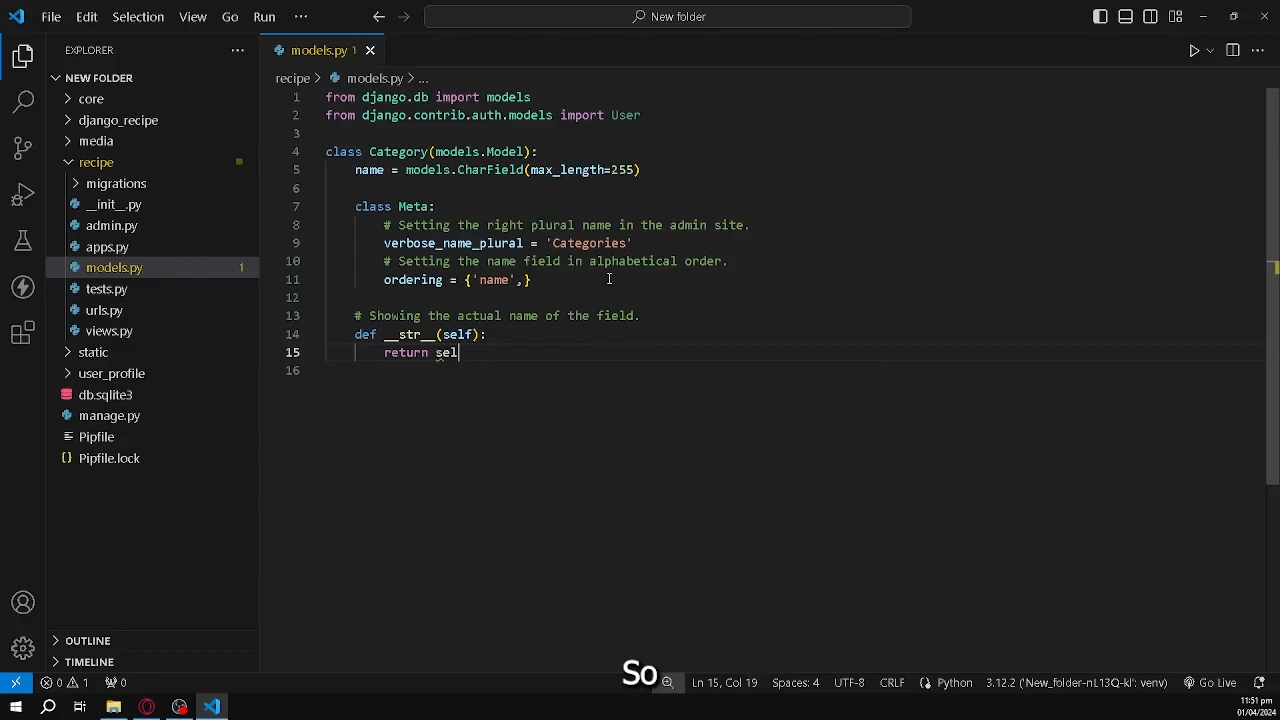 File Edit Selection View Go Run ··· New folder
EXPLORER ···
models.py 1
NEW FOLDER
core
django_recipe
media
recipe
migrations
__init__.py
admin.py
apps.py
models.py 1
tests.py
urls.py
views.py
static
user_profile
db.sqlite3
manage.py
Pipfile
Pipfile.lock
OUTLINE
TIMELINE
recipe > models.py > ...
1 from django.db import models
2 from django.contrib.auth.models import User
3
4 class Category(models.Model):
5 name = models.CharField(max_length=255)
6
7 class Meta:
8 # Setting the right plural name in the admin site.
9 verbose_name_plural = 'Categories'
10 # Setting the name field in alphabetical order.
11 ordering = {'name',}
12
13 # Showing the actual name of the field.
14 def __str__(self):
15 return sel
16
So
0 1 0 Ln 15, Col 19 Spaces: 4 UTF-8 CRLF Python 3.12.2 ('New_folder-nL13Q-kl': venv) Go Live
11:51 pm
01/04/2024